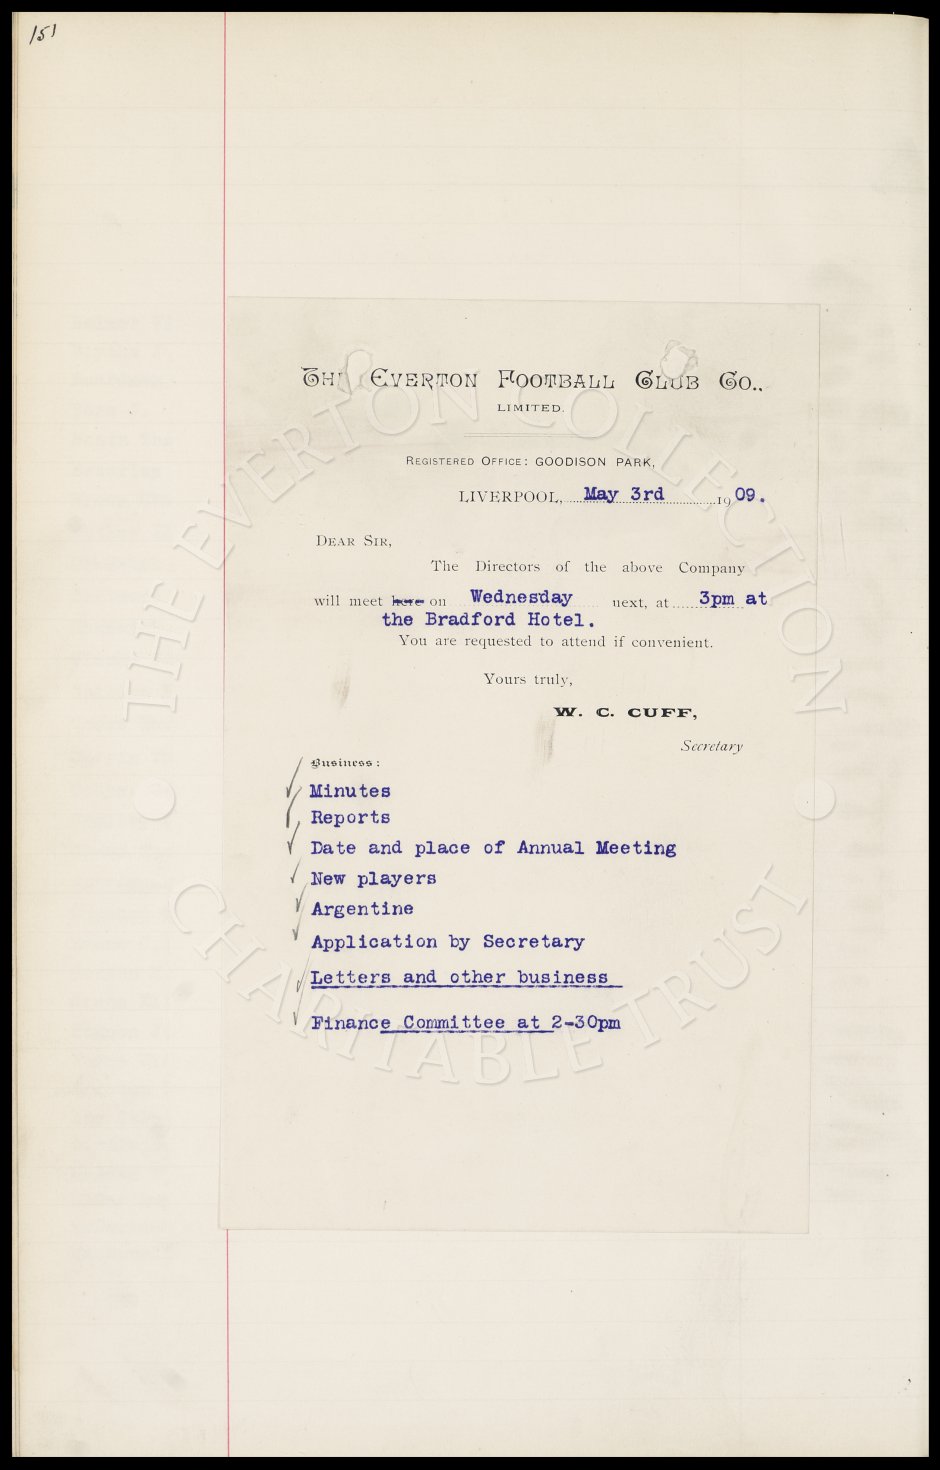 151
THE EVERTON FOOTBALL CLUB CO.,
LIMITED.
REGISTERED OFFICE: GOODISON PARK,
LIVERPOOL, May 3rd 1909.
DEAR SIR,
The Directors of the above Company
will meet here on Wednesday next, at 3pm at
the Bradford Hotel.
You are requested to attend if convenient.
Yours truly,
W. C. CUFF,
Secretary
Business:
Minutes
Reports
Date and place of Annual Meeting
New players
Argentine
Application by Secretary
Letters and other business
Finance Committee at 2-30pm
THE EVERTON COLLECTION
CHARITABLE TRUST